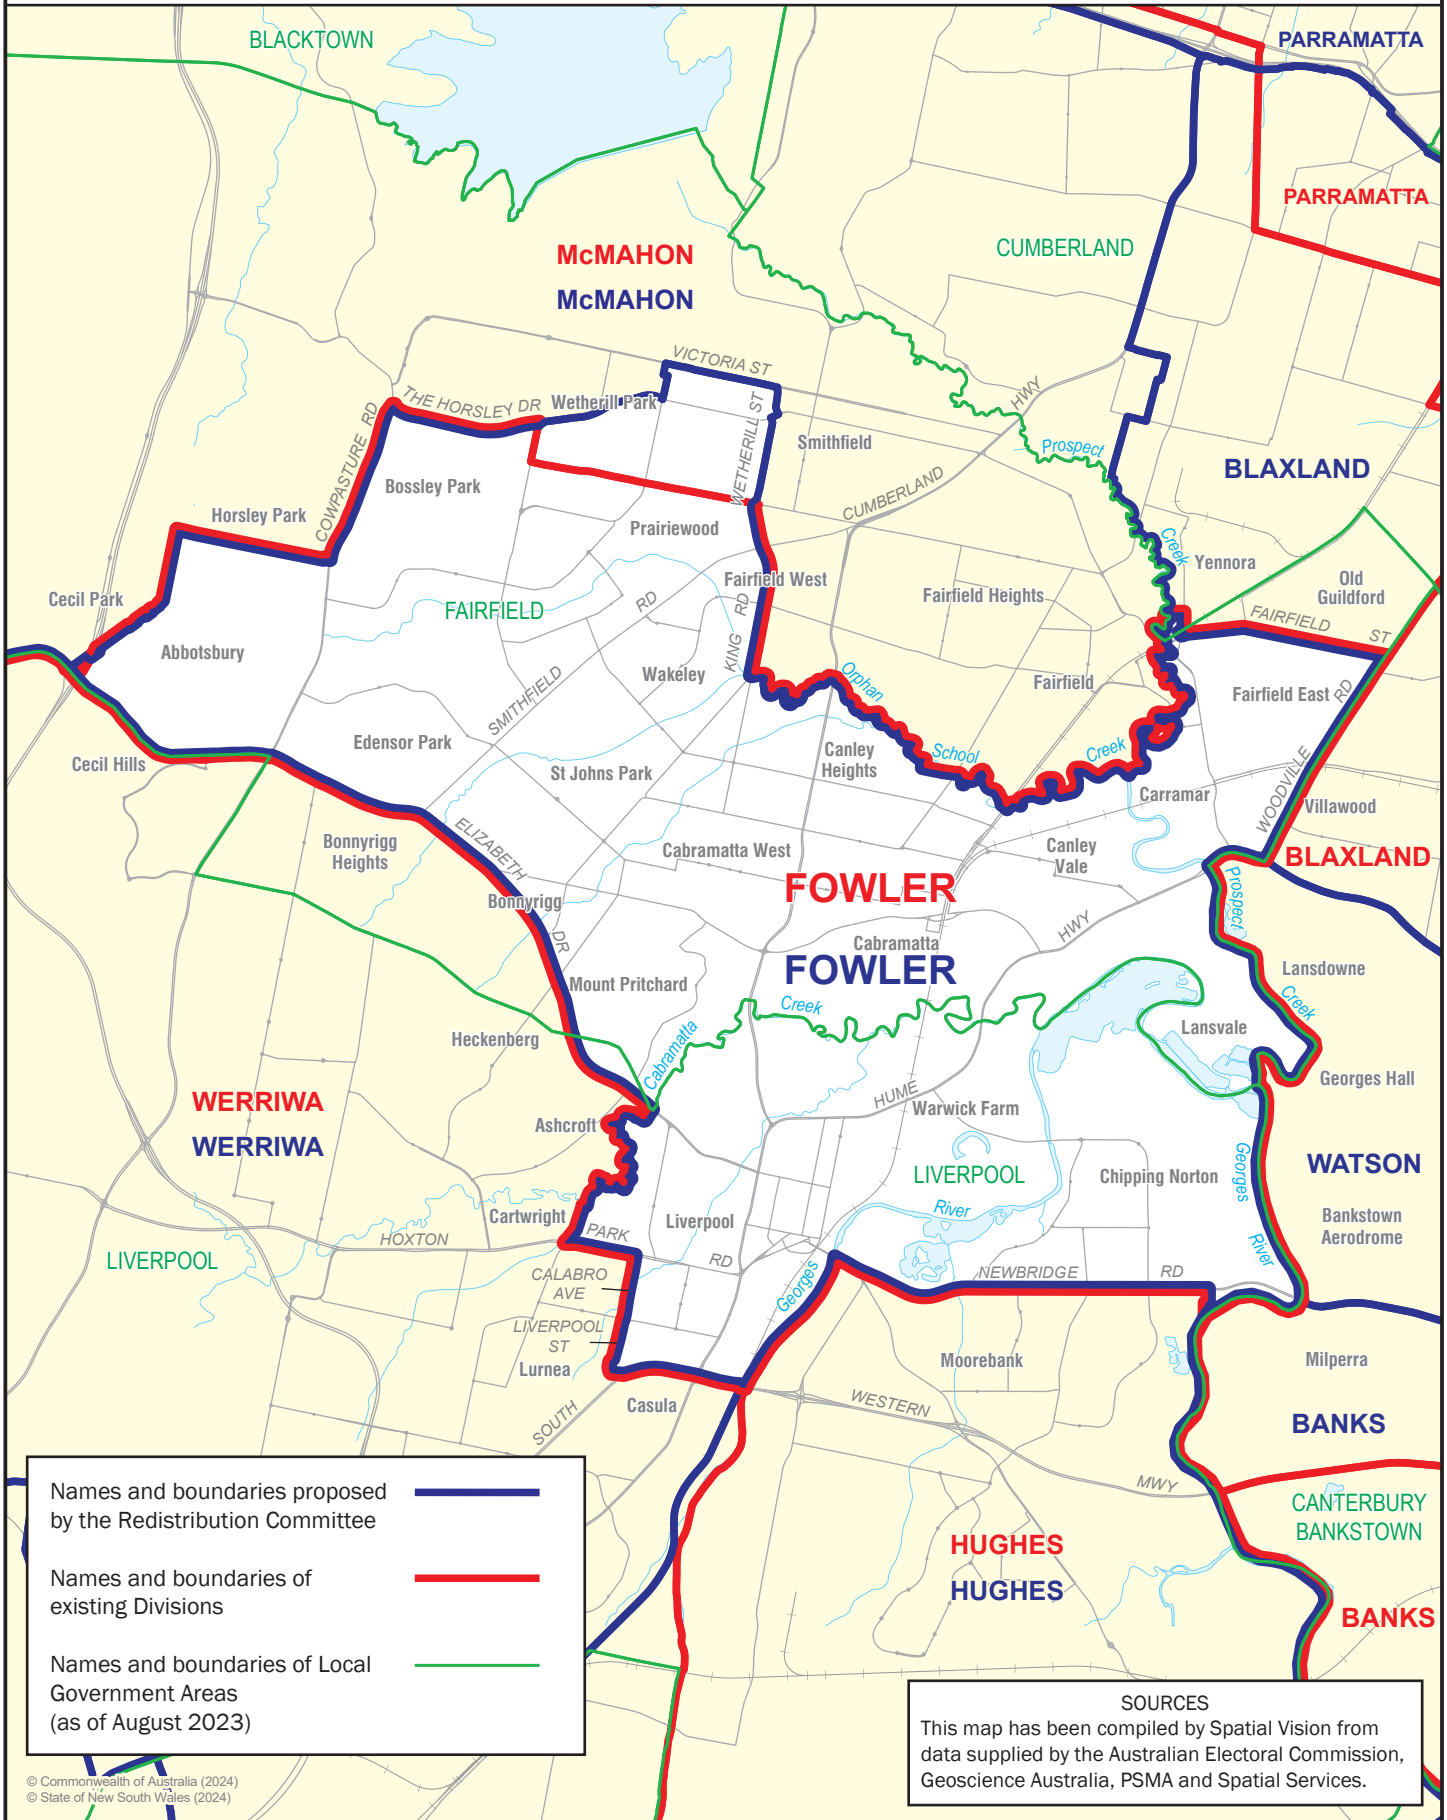 BLACKTOWN
PARRAMATTA
PARRAMATTA
CUMBERLAND
McMAHON
McMAHON
VICTORIA ST
THE HORSLEY DR
Wetherill Park
HWY
COWPASTURE RD
WETHERILL ST
Smithfield
Prospect
BLAXLAND
Bossley Park
CUMBERLAND
Horsley Park
Prairiewood
Creek
Yennora
Fairfield West
Old
Guildford
Cecil Park
FAIRFIELD
RD
RD
Fairfield Heights
FAIRFIELD ST
Abbotsbury
KING
Wakeley
Orphan
Fairfield
Fairfield East
RD
SMITHFIELD
Edensor Park
Canley
Heights
School
Creek
Cecil Hills
St Johns Park
Carramar
WOODVILLE
Villawood
Bonnyrigg
Heights
ELIZABETH
Cabramatta West
Canley
Vale
BLAXLAND
FOWLER
Prospect
Bonnyrigg
DR
HWY
Cabramatta
FOWLER
Lansdowne
Mount Pritchard
Creek
Creek
Lansvale
Heckenberg
Cabramatta
Georges Hall
WERRIWA
HUME
Warwick Farm
Ashcroft
WERRIWA
WATSON
LIVERPOOL
Chipping Norton
Georges
River
Cartwright
Liverpool
Bankstown
Aerodrome
HOXTON
PARK
RD
River
LIVERPOOL
CALABRO
AVE
Georges
NEWBRIDGE
RD
LIVERPOOL
ST
Lurnea
Moorebank
Milperra
Casula
SOUTH
WESTERN
BANKS
MWY
CANTERBURY
BANKSTOWN
HUGHES
HUGHES
BANKS
Names and boundaries proposed
by the Redistribution Committee
Names and boundaries of
existing Divisions
Names and boundaries of Local
Government Areas
(as of August 2023)
SOURCES
This map has been compiled by Spatial Vision from
data supplied by the Australian Electoral Commission,
Geoscience Australia, PSMA and Spatial Services.
© Commonwealth of Australia (2024)
© State of New South Wales (2024)